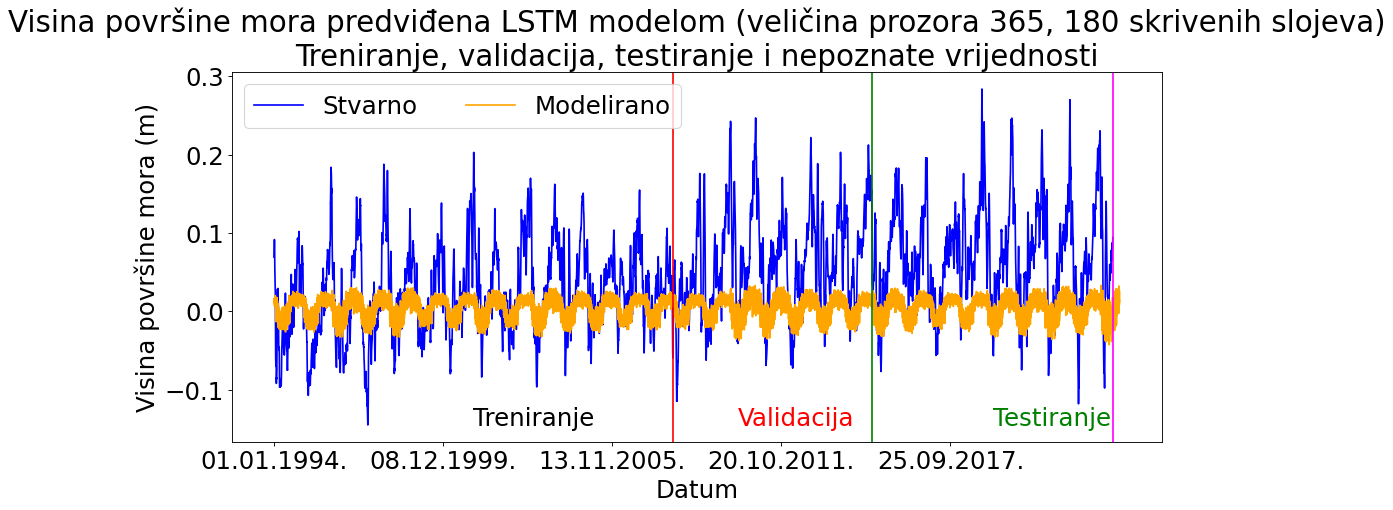 Visina površine mora predviđena LSTM modelom (veličina prozora 365, 180 skrivenih slojeva)
Treniranje, validacija, testiranje i nepoznate vrijednosti
Stvarno
Modelirano
Visina površine mora (m)
0.3
0.2
0.1
0.0
−0.1
Treniranje
Validacija
Testiranje
01.01.1994.
08.12.1999.
13.11.2005.
20.10.2011.
25.09.2017.
Datum